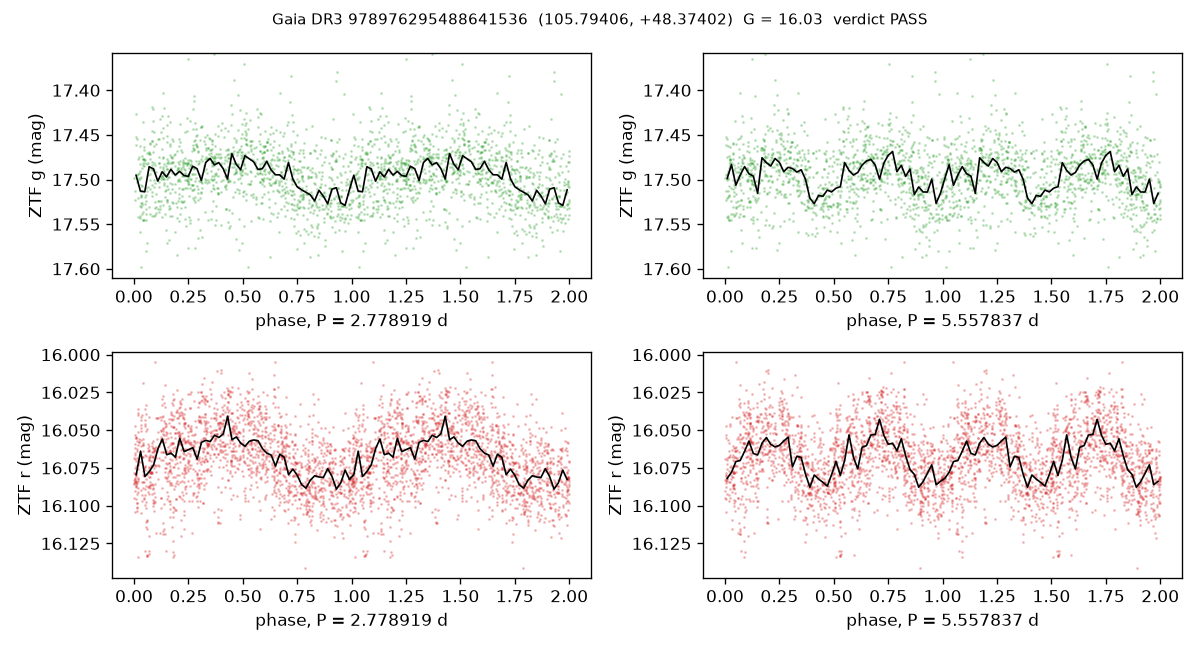 Gaia DR3 978976295488641536  (105.79406, +48.37402)  G = 16.03  verdict PASS
ZTF g (mag)
17.40
17.45
17.50
17.55
17.60
0.00 0.25 0.50 0.75 1.00 1.25 1.50 1.75 2.00
phase, P = 2.778919 d
ZTF g (mag)
17.40
17.45
17.50
17.55
17.60
0.00 0.25 0.50 0.75 1.00 1.25 1.50 1.75 2.00
phase, P = 5.557837 d
ZTF r (mag)
16.000
16.025
16.050
16.075
16.100
16.125
0.00 0.25 0.50 0.75 1.00 1.25 1.50 1.75 2.00
phase, P = 2.778919 d
ZTF r (mag)
16.000
16.025
16.050
16.075
16.100
16.125
0.00 0.25 0.50 0.75 1.00 1.25 1.50 1.75 2.00
phase, P = 5.557837 d